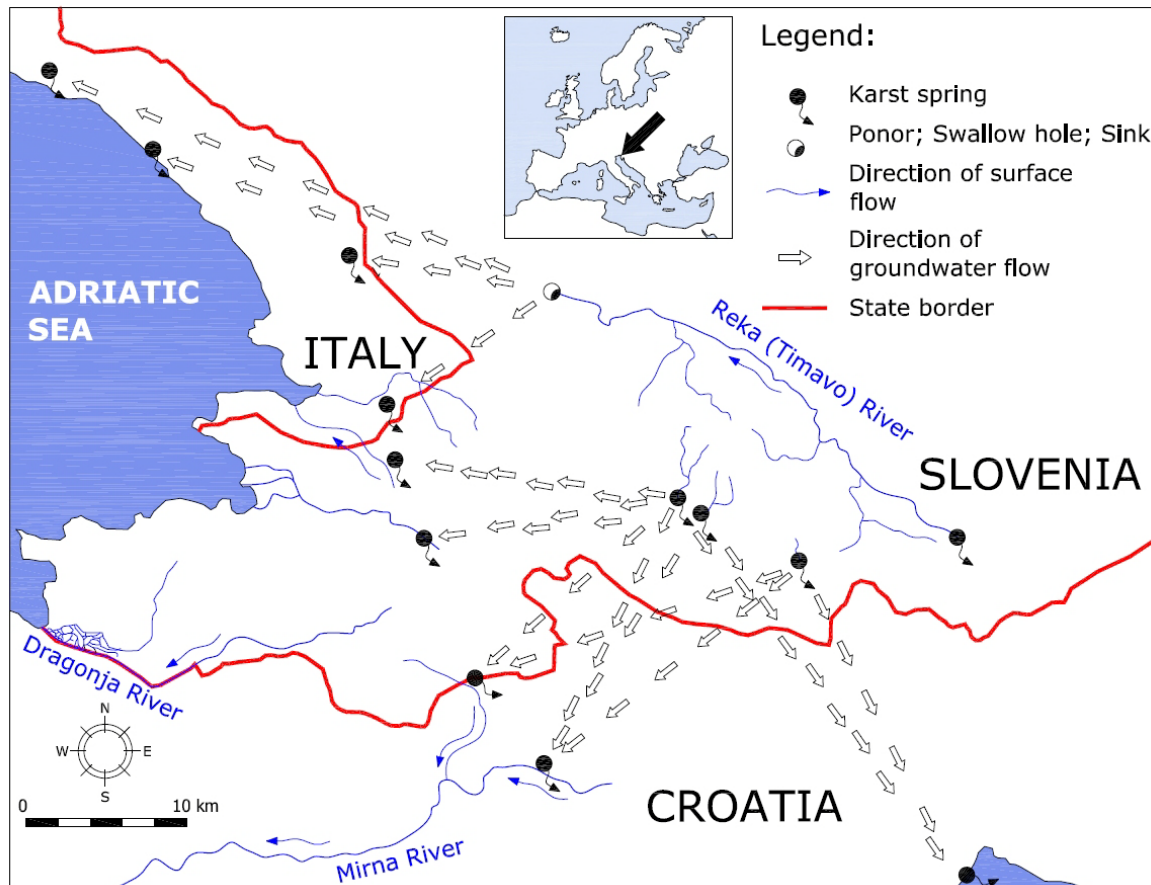 Legend:
Karst spring
Ponor; Swallow hole; Sink
Direction of surface
flow
Direction of
groundwater flow
State border
ADRIATIC
SEA
ITALY
Reka (Timavo) River
SLOVENIA
Dragonja River
N
W
E
S
0
10 km
Mirna River
CROATIA